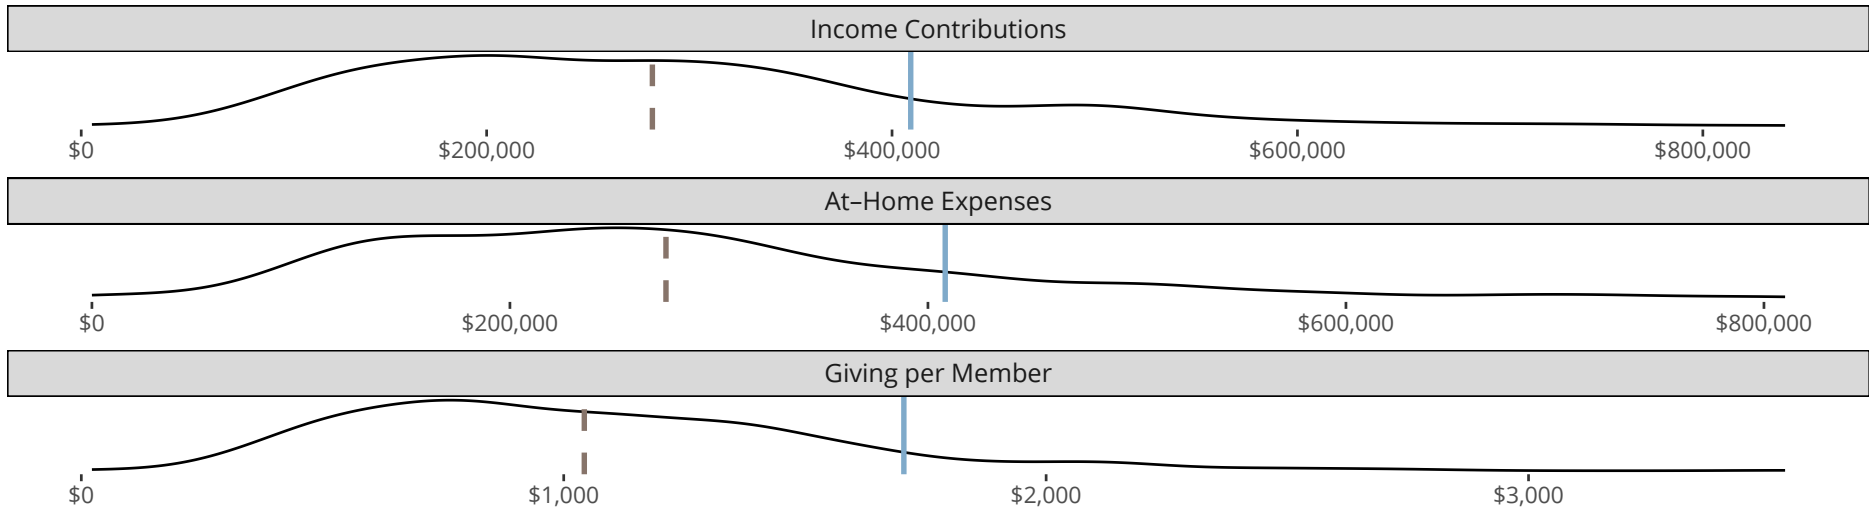 Income Contributions
$0 $200,000 $400,000 $600,000 $800,000
At–Home Expenses
$0 $200,000 $400,000 $600,000 $800,000
Giving per Member
$0 $1,000 $2,000 $3,000